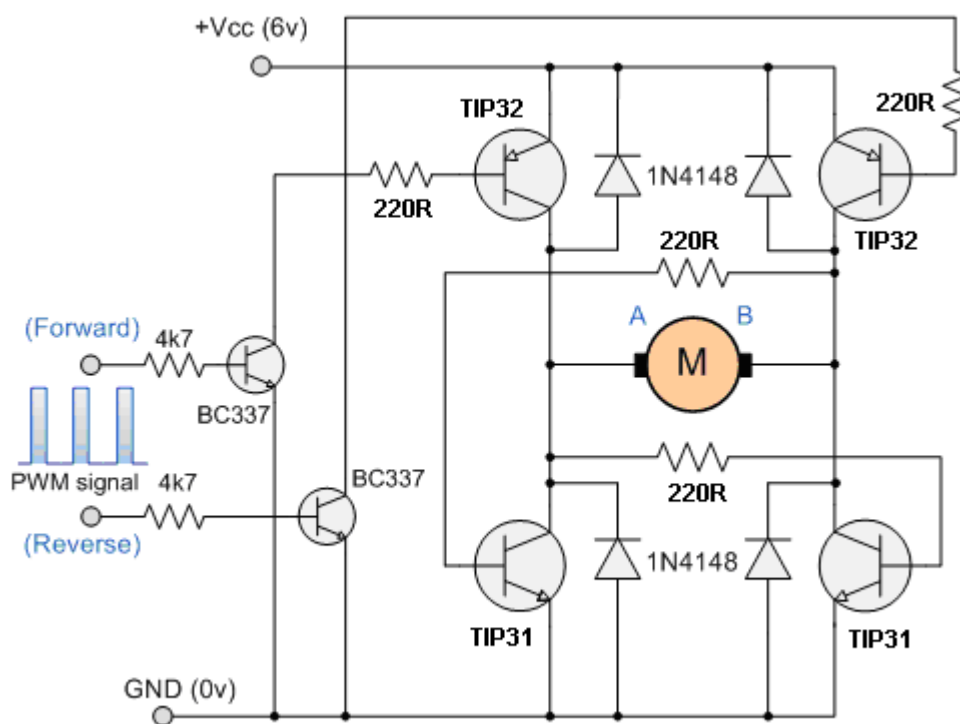 +Vcc (6v)
TIP32
220R
1N4148
220R
TIP32
220R
A
B
M
(Forward)
4k7
BC337
PWM signal
4k7
BC337
(Reverse)
220R
1N4148
TIP31
TIP31
GND (0v)